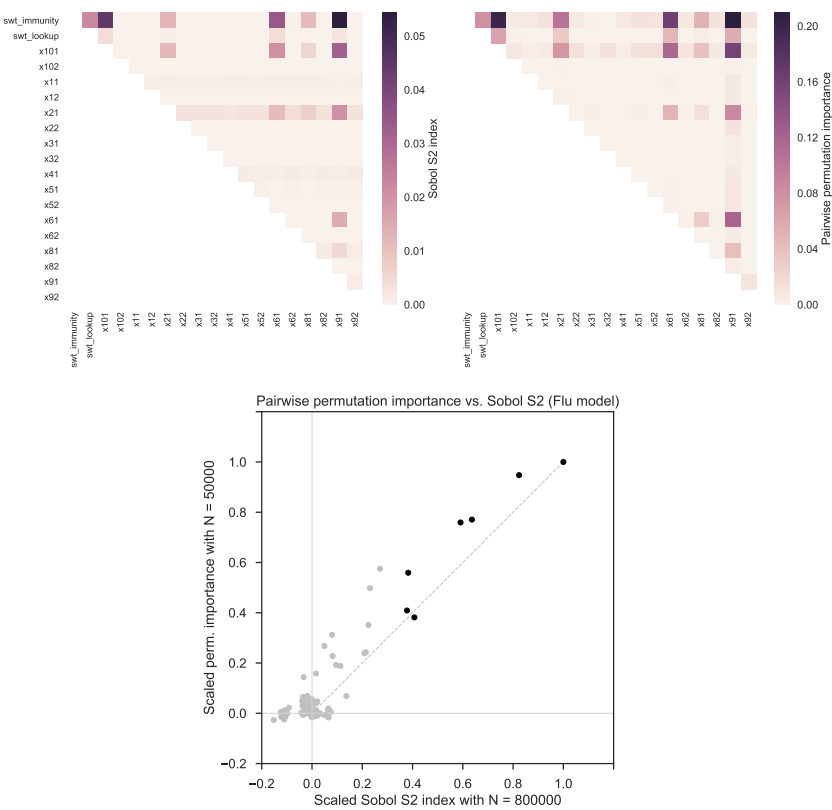 swt_immunity
swt_lookup
x101
x102
x11
x12
x21
x22
x31
x32
x41
x51
x52
x61
x62
x81
x82
x91
x92
swt_immunity
swt_lookup
x101
x102
x11
x12
x21
x22
x31
x32
x41
x51
x52
x61
x62
x81
x82
x91
x92
0.05
0.04
0.03
0.02
0.01
0.00
Sobol S2 index
swt_immunity
swt_lookup
x101
x102
x11
x12
x21
x22
x31
x32
x41
x51
x52
x61
x62
x81
x82
x91
x92
0.20
0.16
0.12
0.08
0.04
0.00
Pairwise permutation importance
Pairwise permutation importance vs. Sobol S2 (Flu model)
Scaled perm. importance with N = 50000
1.0
0.8
0.6
0.4
0.2
0.0
−0.2
−0.2 0.0 0.2 0.4 0.6 0.8 1.0
Scaled Sobol S2 index with N = 800000